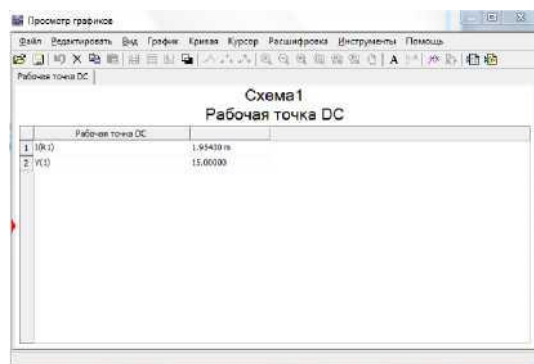 Просмотр графиков
Файл Редактировать Вид График Кривая Курсор Расшифровка Инструменты Помощь
A
Рабочая точка DC
Схема1
Рабочая точка DC
Рабочая точка DC
1 I(R1) 1.95430 m
2 V(1) 15.00000